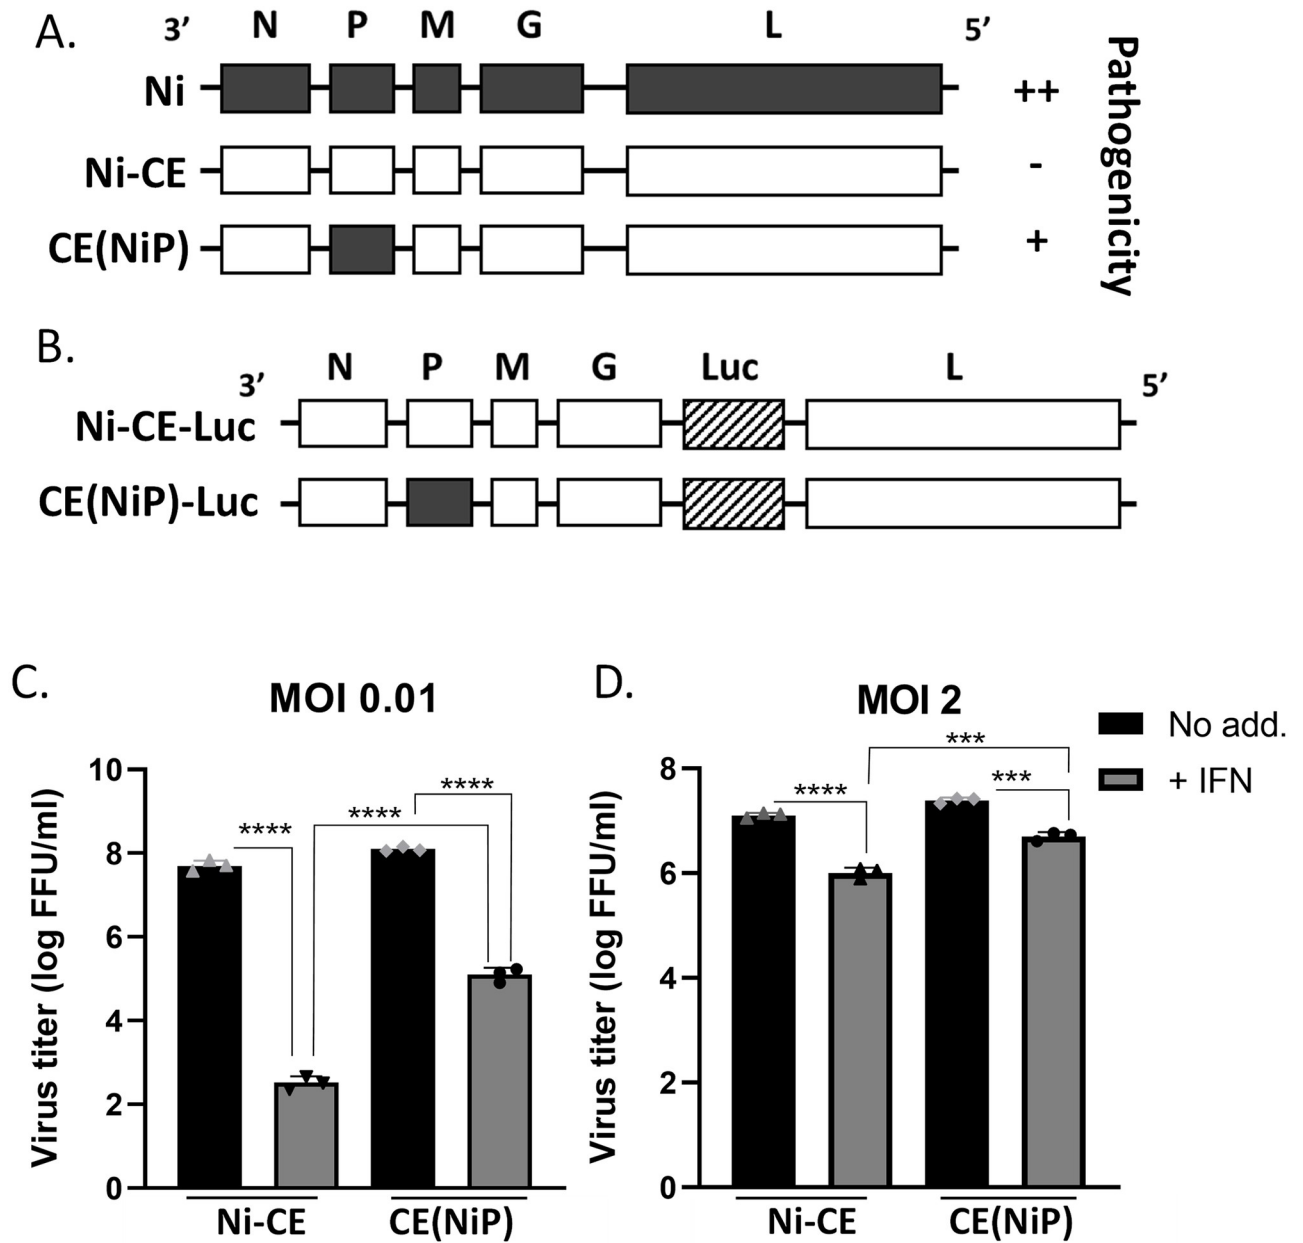 A.
3’ N P M G L 5’
Ni ++
Ni-CE -
CE(NiP) +
Pathogenicity
B.
3’ N P M G Luc L 5’
Ni-CE-Luc
CE(NiP)-Luc
C.
MOI 0.01
Virus titer (log FFU/ml)
10
8
6
4
2
0
****
****
****
Ni-CE CE(NiP)
D.
MOI 2
No add.
+ IFN
Virus titer (log FFU/ml)
8
6
4
2
0
***
****
***
Ni-CE CE(NiP)